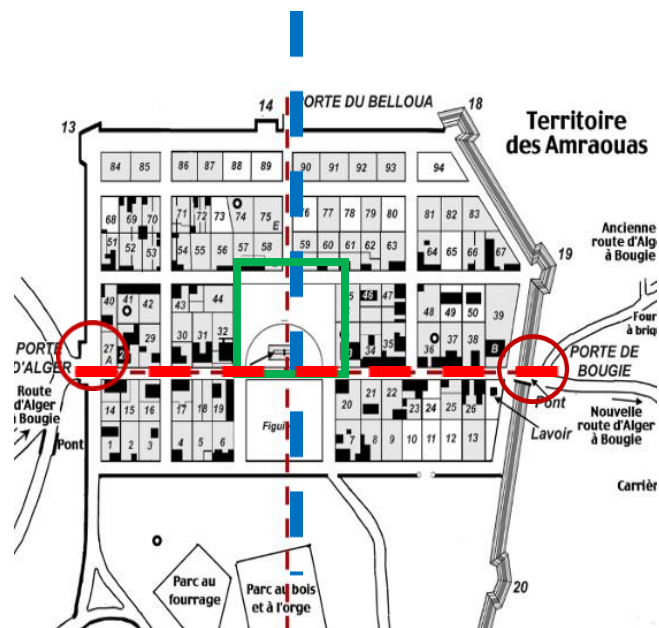 14 ORTE DU BELLOUA
18
13
Territoire
des Amraouas
84 85 86 87 88 89 90 91 92 93 94
68 69 70 71 72 73 74 75 76 77 78 79 80 81 82 83
E
51 52 53 54 55 56 57 58 59 60 61 62 63 64 65 66 67
19
Ancienne
route d'Alge
à Bougie
Four
à briqu
40 41 42 43 44 46 47 48 49 50 39
29 30 31 32 34 35 36 37 38 B
27
A
PORTE
D'ALGER
PORTE DE
BOUGIE
Route
d'Alger
à Bougie
Pont
Pont
Lavoir
Nouvelle
route d'Alger
à Bougie
14 15 16 17 18 19 20 21 22 23 24 25 26
Figui
1 2 3 4 5 6 7 8 9 10 11 12 13
Carrièr
Parc au
fourrage
Parc au bois
et à l'orge
20